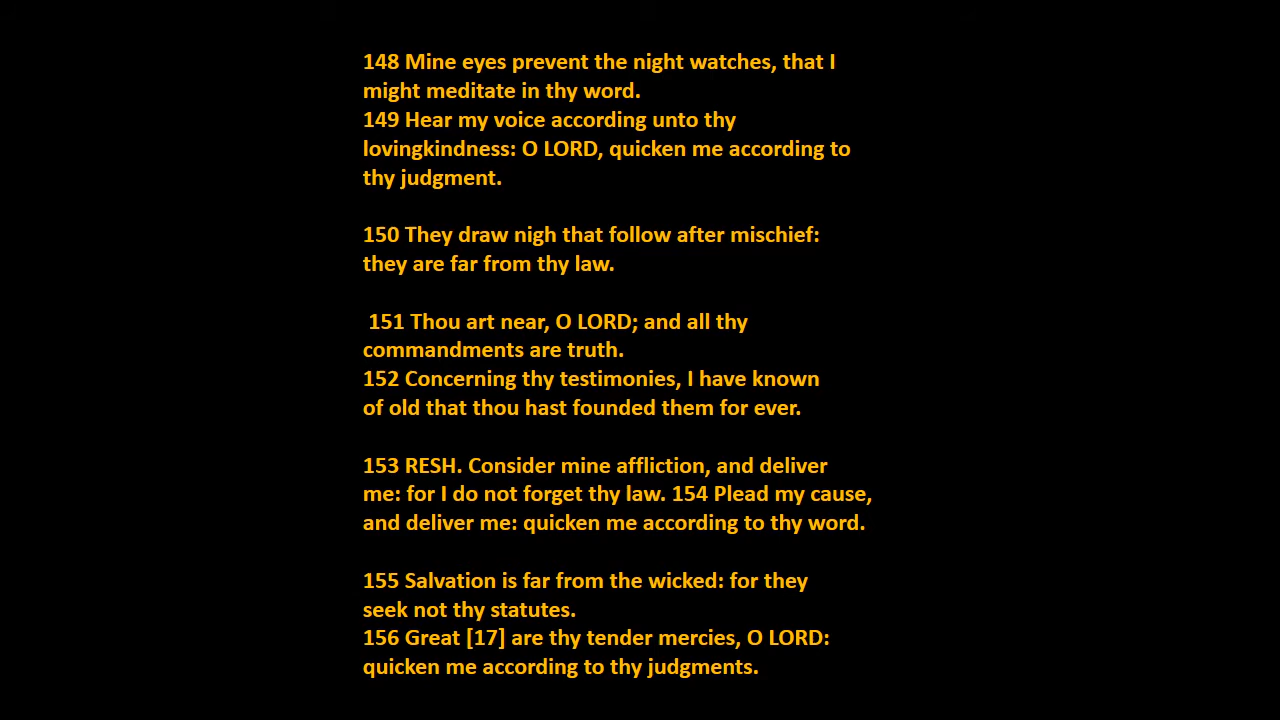 148 Mine eyes prevent the night watches, that I
might meditate in thy word.
149 Hear my voice according unto thy
lovingkindness: O LORD, quicken me according to
thy judgment.
150 They draw nigh that follow after mischief:
they are far from thy law.
151 Thou art near, O LORD; and all thy
commandments are truth.
152 Concerning thy testimonies, I have known
of old that thou hast founded them for ever.
153 RESH. Consider mine affliction, and deliver
me: for I do not forget thy law. 154 Plead my cause,
and deliver me: quicken me according to thy word.
155 Salvation is far from the wicked: for they
seek not thy statutes.
156 Great [17] are thy tender mercies, O LORD:
quicken me according to thy judgments.